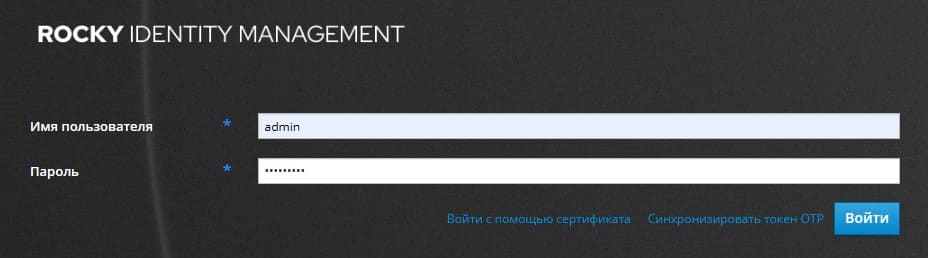 ROCKY IDENTITY MANAGEMENT
Имя пользователя * admin
Пароль * •••••••••
Войти с помощью сертификата Синхронизировать токен OTP Войти